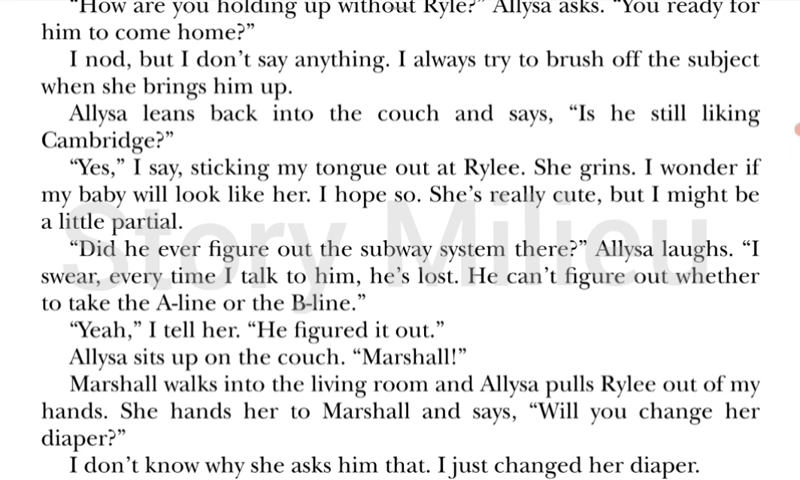 "How are you holding up without Ryle?" Allysa asks. "You ready for
him to come home?"
I nod, but I don't say anything. I always try to brush off the subject
when she brings him up.
Allysa leans back into the couch and says, "Is he still liking
Cambridge?"
"Yes," I say, sticking my tongue out at Rylee. She grins. I wonder if
my baby will look like her. I hope so. She's really cute, but I might be
a little partial.
Story Milieu
"Did he ever figure out the subway system there?" Allysa laughs. "I
swear, every time I talk to him, he's lost. He can't figure out whether
to take the A-line or the B-line."
"Yeah," I tell her. "He figured it out."
Allysa sits up on the couch. "Marshall!"
Marshall walks into the living room and Allysa pulls Rylee out of my
hands. She hands her to Marshall and says, "Will you change her
diaper?"
I don't know why she asks him that. I just changed her diaper.